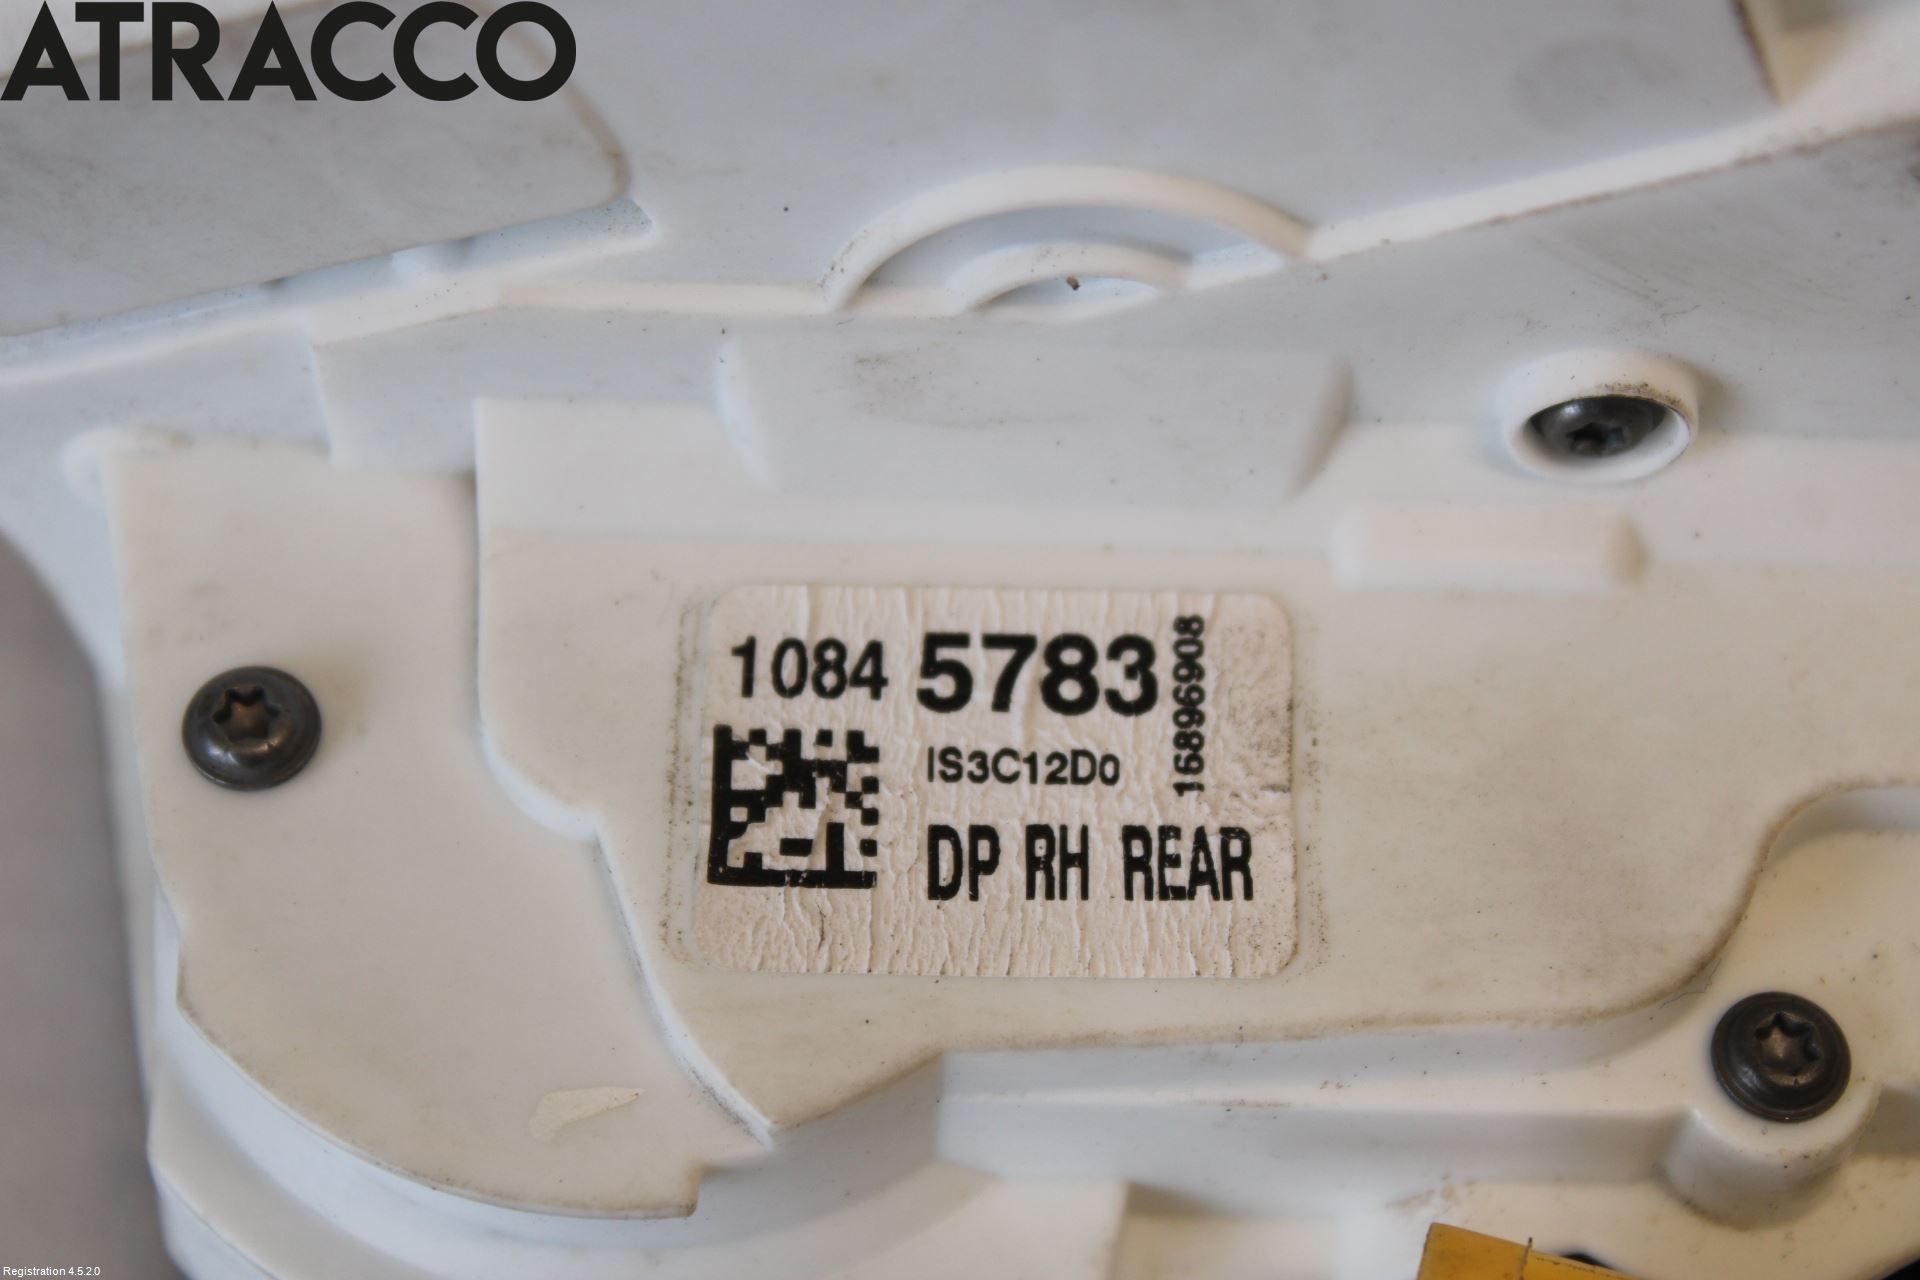 ATRACCO
1084 5783
16896908
IS3C12D0
DP RH REAR
Registration 4.5.2.0